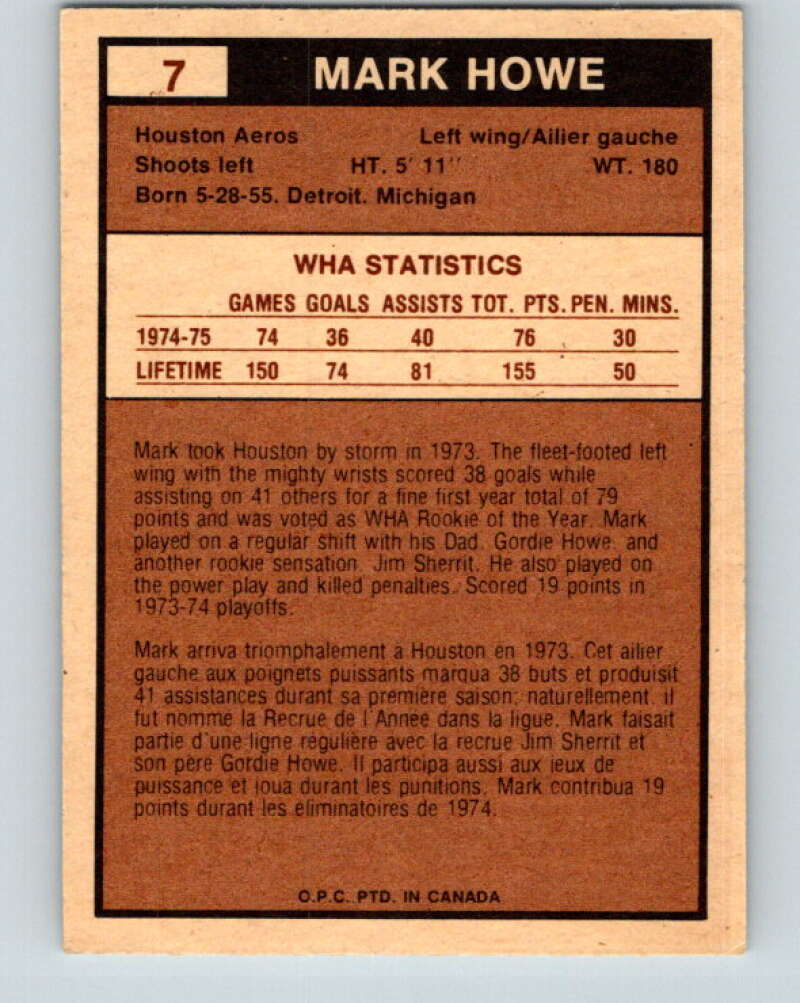 7 MARK HOWE
Houston Aeros Left wing/Ailier gauche
Shoots left HT. 5' 11" WT. 180
Born 5-28-55. Detroit. Michigan
WHA STATISTICS
GAMES GOALS ASSISTS TOT. PTS. PEN. MINS.
1974-75 74 36 40 76 30
LIFETIME 150 74 81 155 50
Mark took Houston by storm in 1973. The fleet-footed left
wing with the mighty wrists scored 38 goals while
assisting on 41 others for a fine first year total of 79
points and was voted as WHA Rookie of the Year. Mark
played on a regular shift with his Dad. Gordie Howe. and
another rookie sensation. Jim Sherrit. He also played on
the power play and killed penalties. Scored 19 points in
1973-74 playoffs.
Mark arriva triomphalement à Houston en 1973. Cet ailier
gauche aux poignets puissants marqua 38 buts et produisit
41 assistances durant sa première saison; naturellement. il
fut nommé la Recrue de l'Année dans la ligue. Mark faisait
partie d'une ligne régulière avec la recrue Jim Sherrit et
son père Gordie Howe. Il participa aussi aux jeux de
puissance et joua durant les punitions. Mark contribua 19
points durant les éliminatoires de 1974.
O.P.C. PTD. IN CANADA